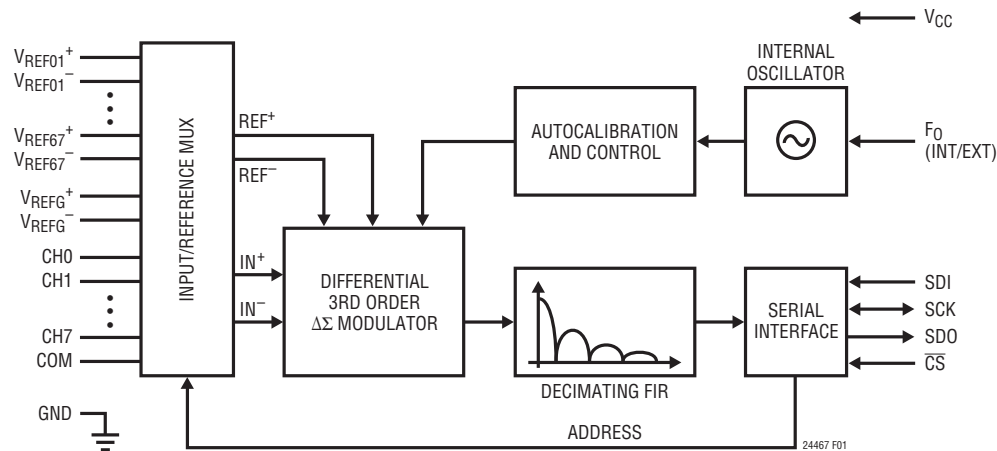 VREF01+
VREF01–
VREF67+
VREF67–
VREFG+
VREFG–
CH0
CH1
CH7
COM
GND
INPUT/REFERENCE MUX
REF+
REF–
IN+
IN–
DIFFERENTIAL
3RD ORDER
ΔΣ MODULATOR
AUTOCALIBRATION
AND CONTROL
INTERNAL
OSCILLATOR
VCC
FO
(INT/EXT)
DECIMATING FIR
SERIAL
INTERFACE
SDI
SCK
SDO
C̅S̅
ADDRESS
24467 F01